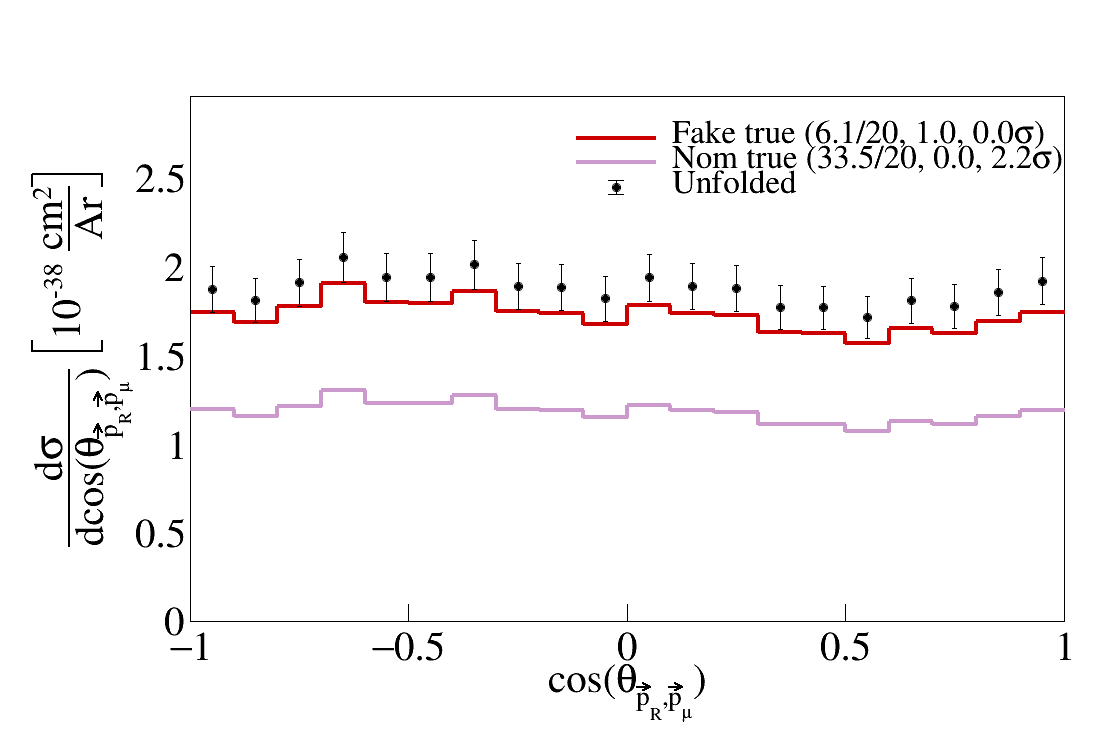 Fake true (6.1/20, 1.0, 0.0σ)
Nom true (33.5/20, 0.0, 2.2σ)
Unfolded
dσ/dcos(θ p⃗R,p⃗μ) [10^-38 cm²/Ar]
2.5
2
1.5
1
0.5
0
−1
−0.5
0
0.5
1
cos(θ p⃗R,p⃗μ)